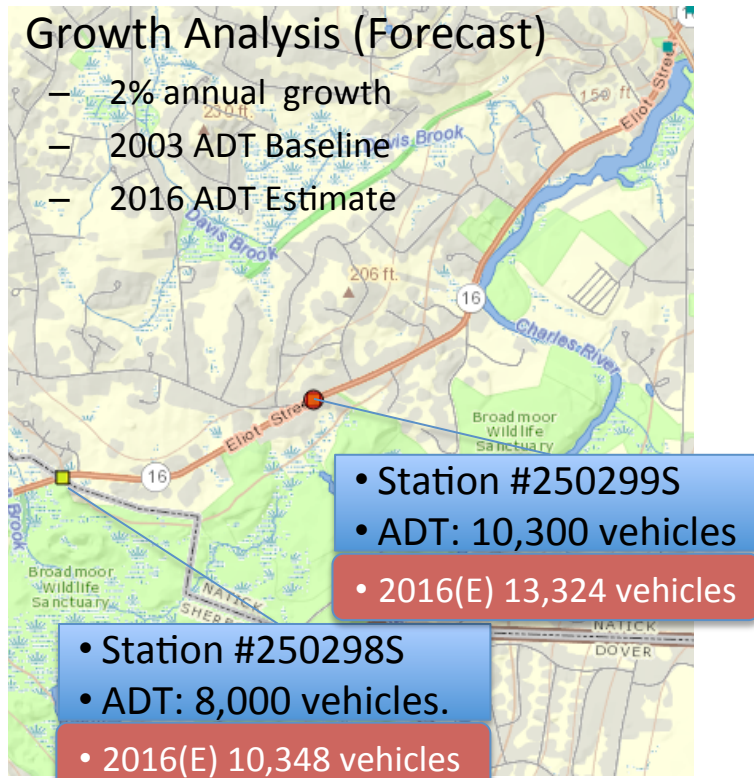 Growth Analysis (Forecast)
– 2% annual growth
– 2003 ADT Baseline
– 2016 ADT Estimate
16
159 ft
Eliot Street
230 ft.
Davis Brook
Davis Brook
206 ft.
16
Charles River
Broadmoor
Wildlife
Sanctuary
Eliot Street
16
• Station #250299S
• ADT: 10,300 vehicles
• 2016(E) 13,324 vehicles
Brook
Broadmoor
Wildlife
Sanctuary
NATICK
NATICK
DOVER
• Station #250298S
• ADT: 8,000 vehicles.
• 2016(E) 10,348 vehicles